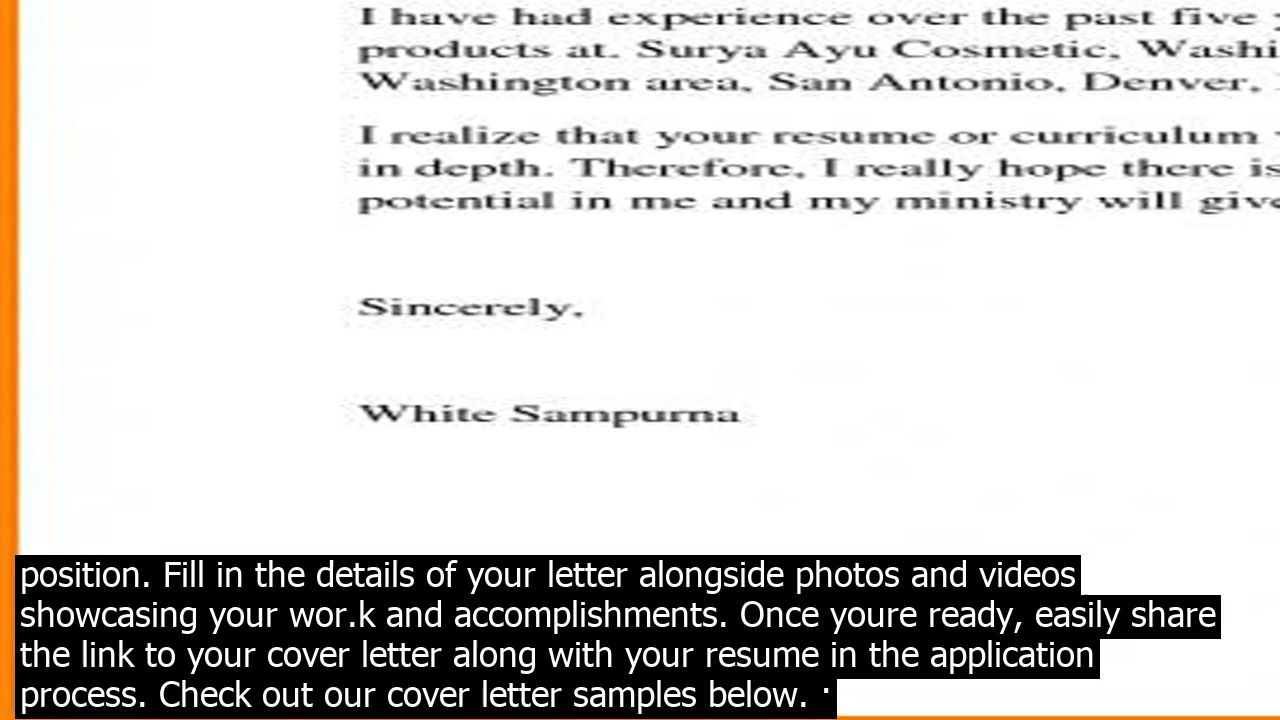 I have had experience over the past five
products at. Surya Ayu Cosmetic, Washi
Washington area, San Antonio, Denver,
I realize that your resume or curriculum
in depth. Therefore, I really hope there is
potential in me and my ministry will give
Sincerely,
White Sampurna
position. Fill in the details of your letter alongside photos and videos
showcasing your wor.k and accomplishments. Once youre ready, easily share
the link to your cover letter along with your resume in the application
process. Check out our cover letter samples below. ·